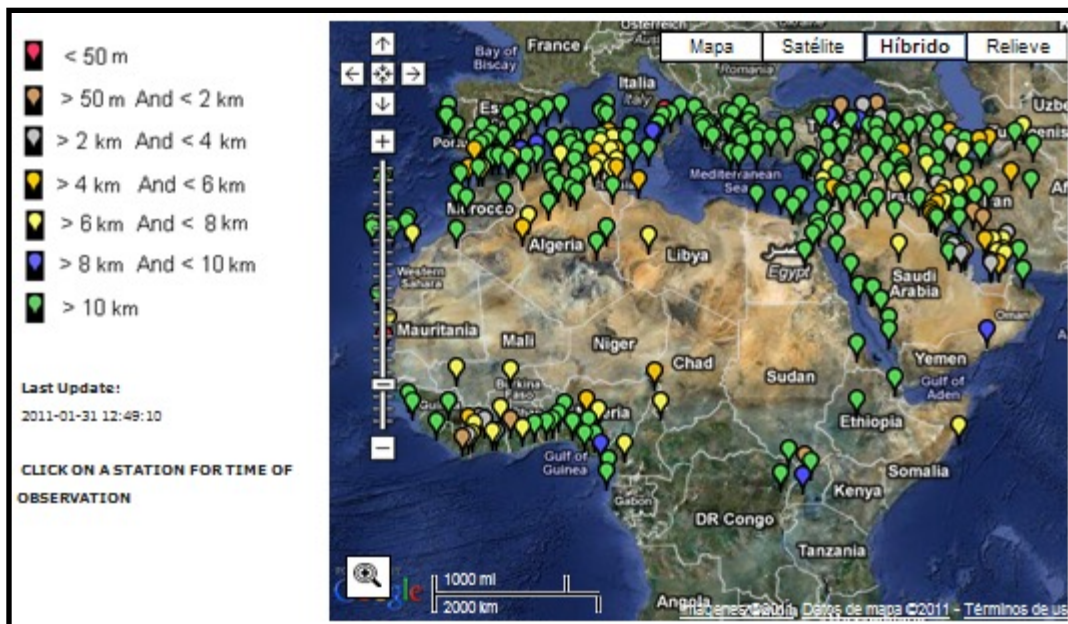 < 50 m
> 50 m And < 2 km
> 2 km And < 4 km
> 4 km And < 6 km
> 6 km And < 8 km
> 8 km And < 10 km
> 10 km
Last Update:
2011-01-31 12:49:10
CLICK ON A STATION FOR TIME OF
OBSERVATION
Mapa Satélite Híbrido Relieve
Bay of
Biscay
France
Italia
Italy
Romania
Mediterranean
Sea
Morocco
Algeria
Libya
Egypt
Saudi
Arabia
Western
Sahara
Oman
Mauritania
Mali
Niger
Chad
Sudan
Yemen
Gulf of
Aden
Burkina
Faso
Ethiopia
Gulf of
Guinea
Somalia
Gabon
Kenya
DR Congo
Tanzania
Angola
1000 mi
2000 km
Datos de mapa ©2011 - Términos de us